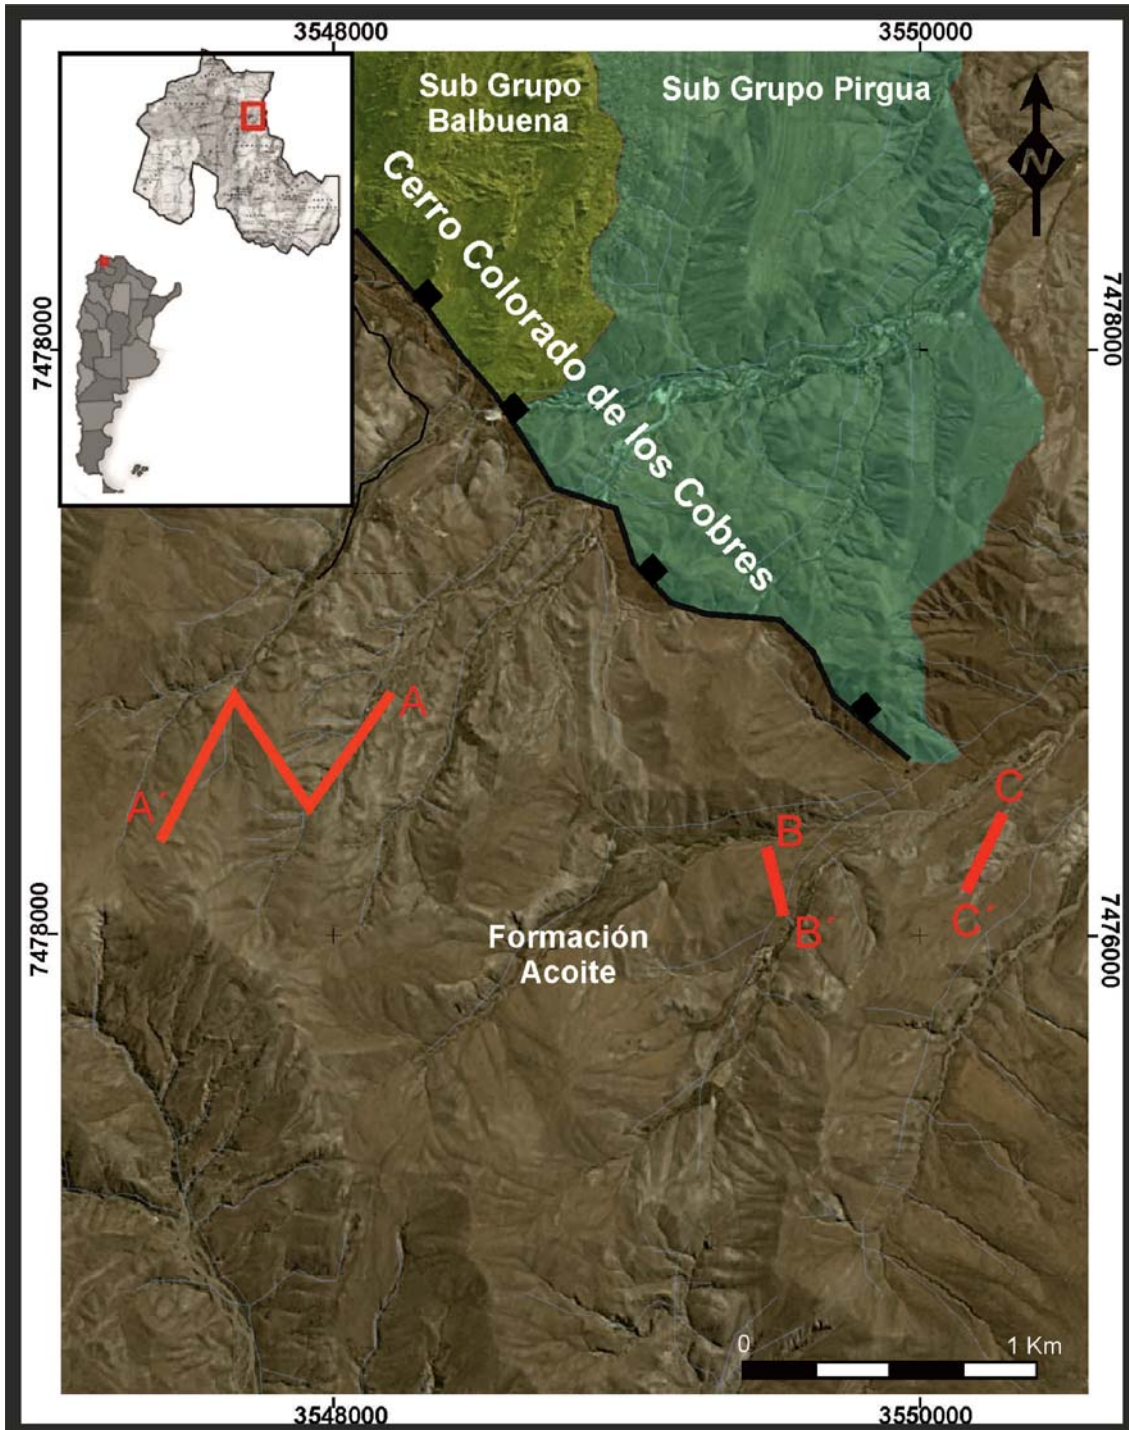 3548000
3550000
Sub Grupo
Balbuena
Sub Grupo Pirgua
N
Cerro Colorado de los Cobres
7478000
7478000
A
A´
B
B´
C
C´
Formación
Acoite
7478000
7476000
0
1 Km
3548000
3550000